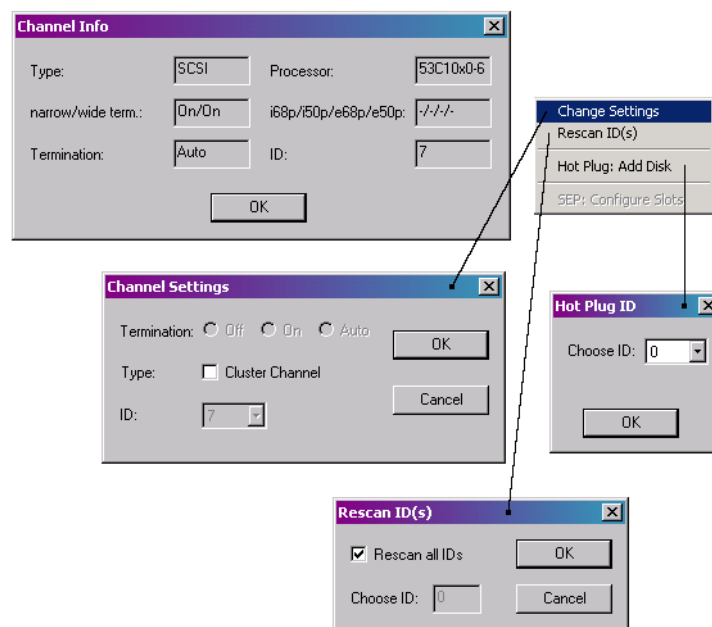 Channel Info
Type: SCSI Processor: 53C10x0-6
narrow/wide term.: On/On i68p/i50p/e68p/e50p: -/-/-/-
Termination: Auto ID: 7
OK
Change Settings
Rescan ID(s)
Hot Plug: Add Disk
SEP: Configure Slots
Channel Settings
Termination: Off On Auto
OK
Type: Cluster Channel
Cancel
ID: 7
Hot Plug ID
Choose ID: 0
OK
Rescan ID(s)
Rescan all IDs OK
Choose ID: 0 Cancel